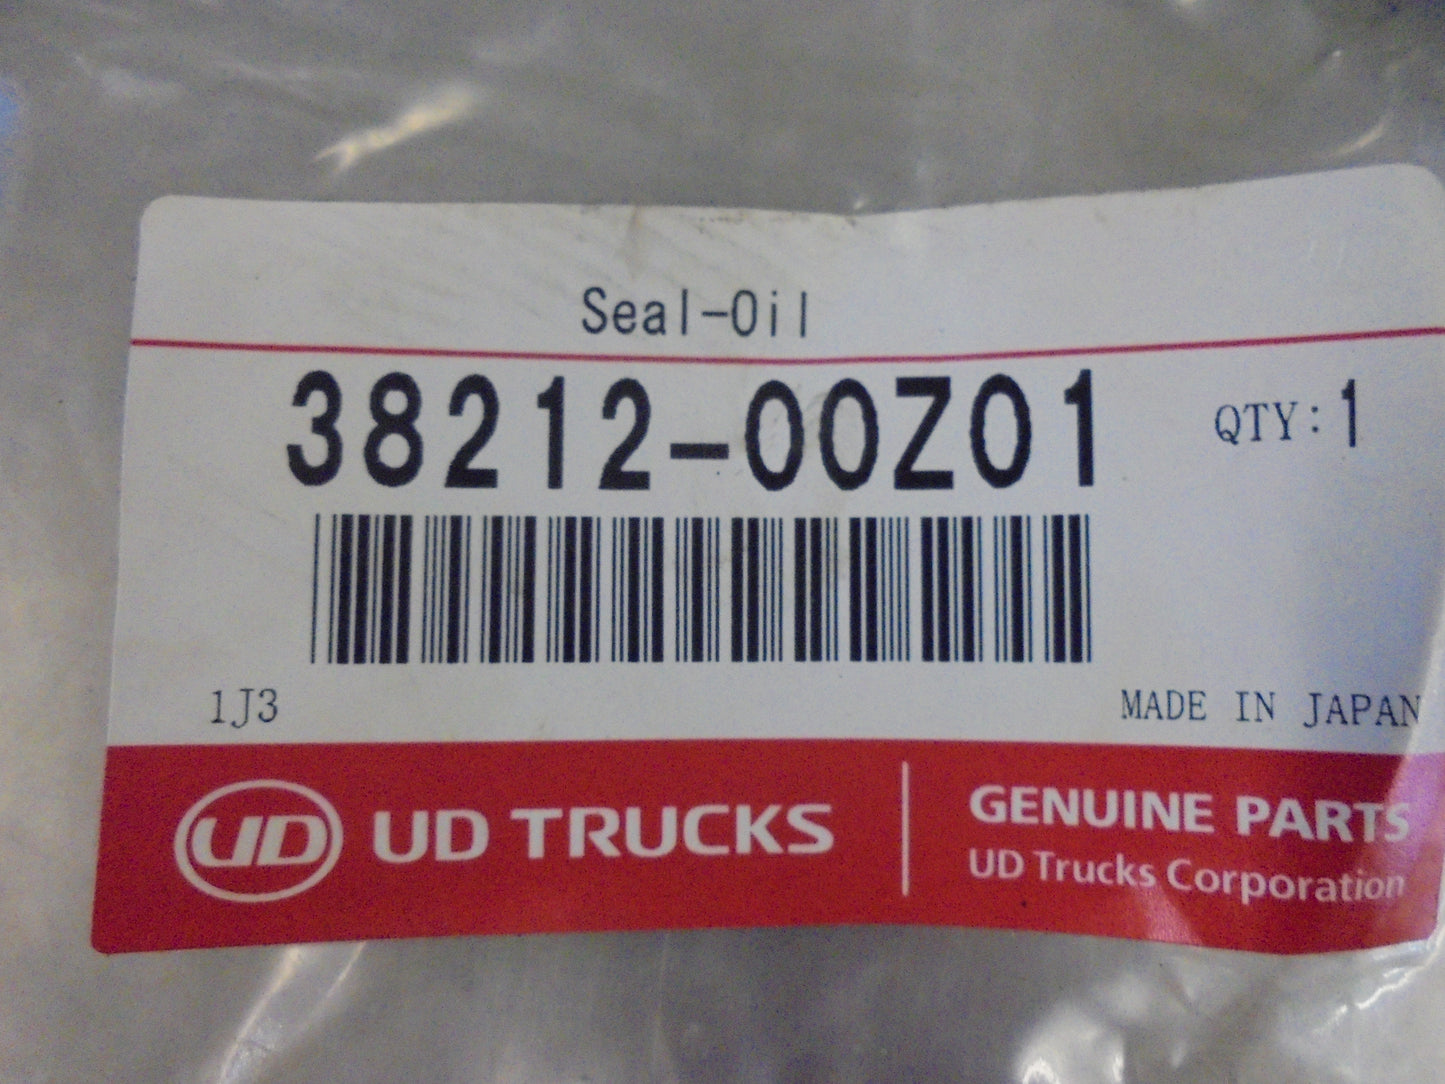 Seal-Oil
38212-00Z01 QTY:1
1J3 MADE IN JAPAN
UD UD TRUCKS GENUINE PARTS
UD Trucks Corporation